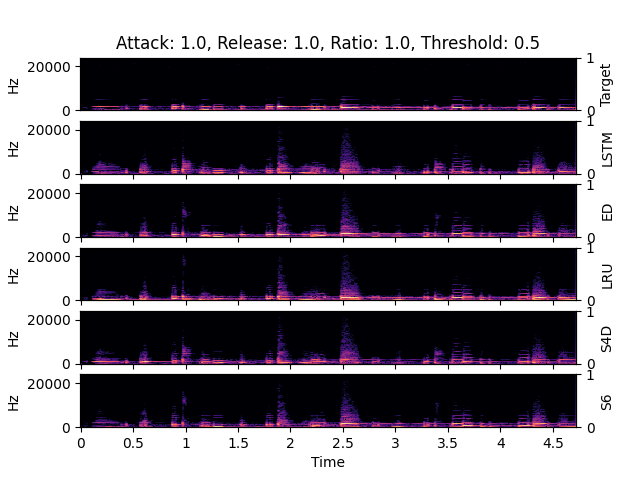 Attack: 1.0, Release: 1.0, Ratio: 1.0, Threshold: 0.5
20000 1
Hz Target
0 0
1
20000
Hz LSTM
0 0
1
20000
Hz ED
0 0
1
20000
Hz LRU
0 0
1
20000
Hz S4D
0 0
1
20000
Hz S6
0 0
0 0.5 1 1.5 2 2.5 3 3.5 4 4.5
Time